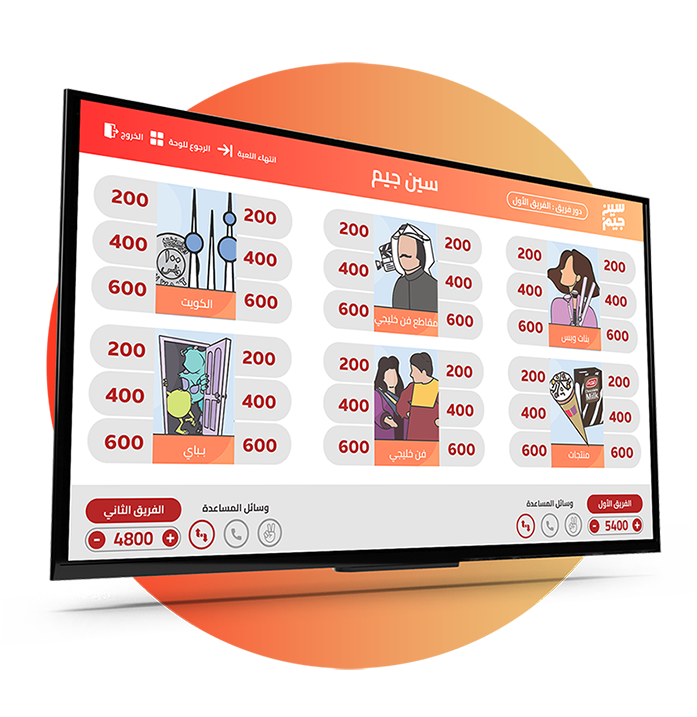 سين جيم
دور فريق : الفريق الأول
سين جيم
انتهاء اللعبة
الرجوع للوحة
الخروج
200 200
400 400
600 600
بنات وبس
200 200
400 400
600 600
مقاطع فن خليجي
200 200
400 400
600 600
الكويت
200 200
400 400
600 600
منتجات
200 200
400 400
600 600
فن خليجي
200 200
400 400
600 600
بباي
الفريق الأول
5400
وسائل المساعدة
وسائل المساعدة
الفريق الثاني
4800
Milk